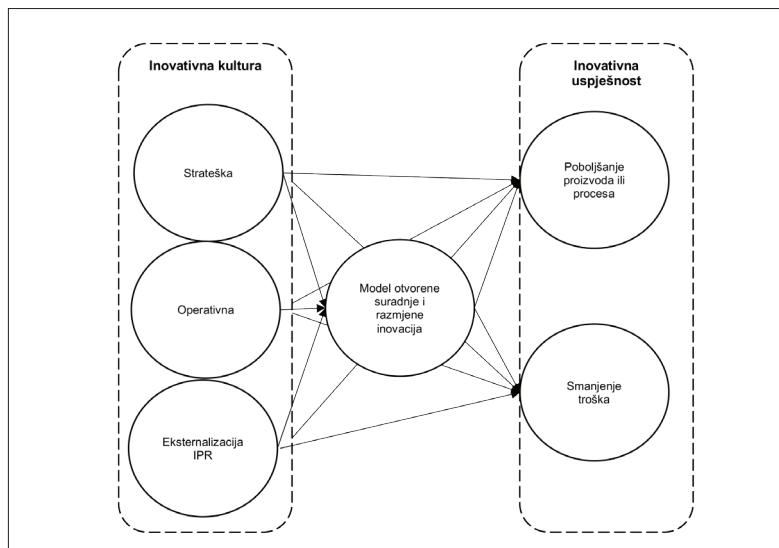 Inovativna kultura
Strateška
Operativna
Eksternalizacija
IPR
Model otvorene
suradnje i
razmjene
inovacija
Inovativna
uspješnost
Poboljšanje
proizvoda ili
procesa
Smanjenje
troška